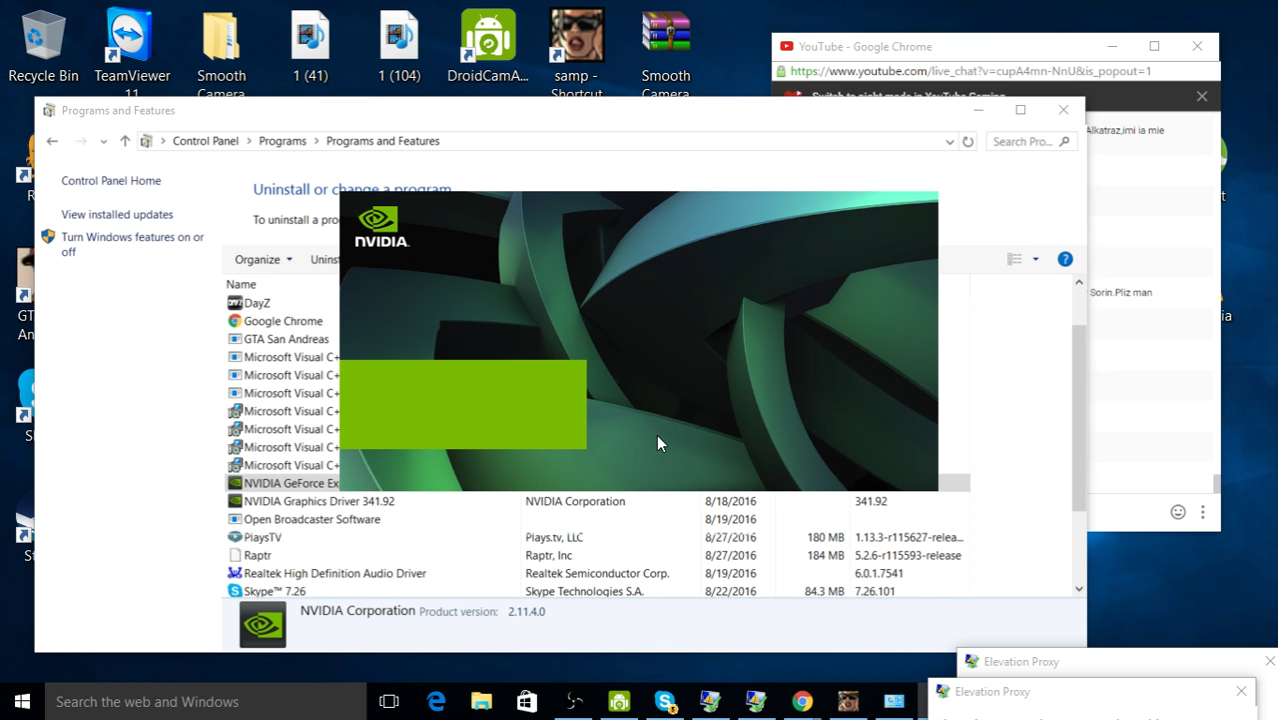 Recycle Bin
TeamViewer
11
Smooth
Camera
1 (41)
1 (104)
DroidCamA...
samp -
Shortcut
Smooth
Camera
YouTube - Google Chrome
https://www.youtube.com/live_chat?v=cupA4mn-NnU&is_popout=1
Switch to night mode in YouTube Gaming
Alkatraz,imi ia mie
Sorin.Pliz man
Programs and Features
Control Panel > Programs > Programs and Features
Search Pro...
Control Panel Home
View installed updates
Turn Windows features on or
off
Uninstall or change a program
To uninstall a pro
Organize
Unins
NVIDIA.
Name
DayZ
Google Chrome
GTA San Andreas
Microsoft Visual C+
Microsoft Visual C+
Microsoft Visual C+
Microsoft Visual C+
Microsoft Visual C+
Microsoft Visual C+
Microsoft Visual C+
NVIDIA GeForce Ex
NVIDIA Graphics Driver 341.92 NVIDIA Corporation 8/18/2016 341.92
Open Broadcaster Software 8/19/2016
PlaysTV Plays.tv, LLC 8/27/2016 180 MB 1.13.3-r115627-relea...
Raptr Raptr, Inc 8/27/2016 184 MB 5.2.6-r115593-release
Realtek High Definition Audio Driver Realtek Semiconductor Corp. 8/19/2016 6.0.1.7541
Skype™ 7.26 Skype Technologies S.A. 8/22/2016 84.3 MB 7.26.101
NVIDIA Corporation Product version: 2.11.4.0
Elevation Proxy
Elevation Proxy
Search the web and Windows